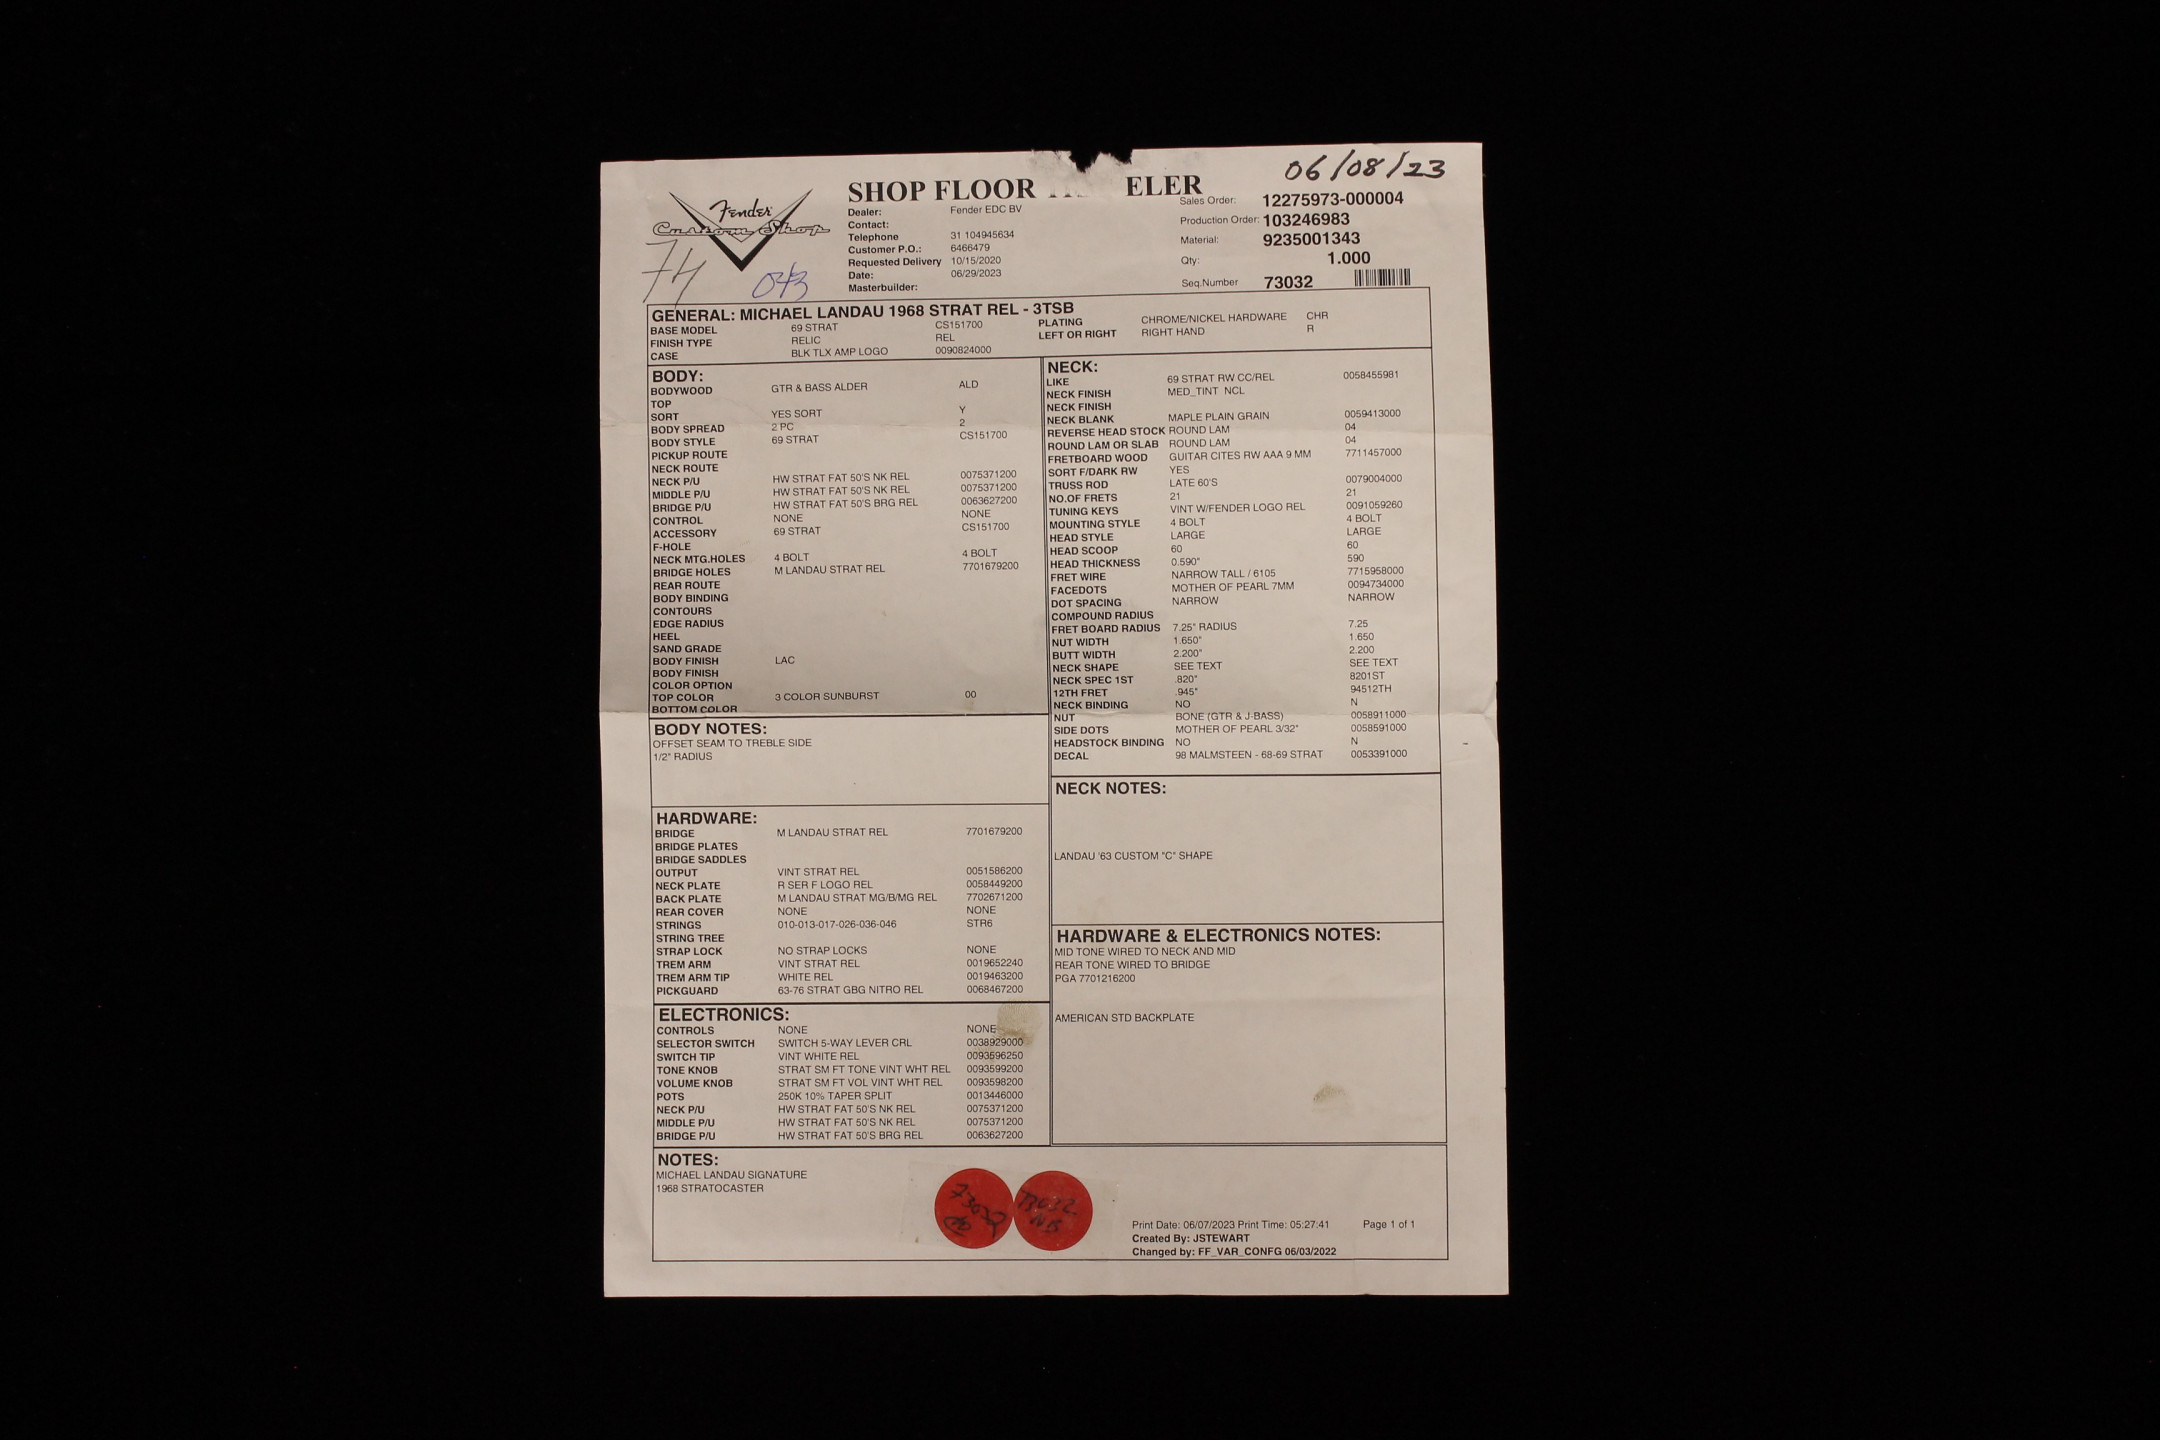 06/08/23
SHOP FLOOR ELER
Fender
Custom Shop
74
043
Dealer: Fender EDC BV
Contact:
Telephone 31 104945634
Customer P.O.: 6466479
Requested Delivery 10/15/2020
Date: 06/29/2023
Masterbuilder:
Sales Order: 12275973-000004
Production Order: 103246983
Material: 9235001343
Qty: 1.000
Seq.Number 73032
GENERAL: MICHAEL LANDAU 1968 STRAT REL - 3TSB
BASE MODEL 69 STRAT CS151700 PLATING CHROME/NICKEL HARDWARE CHR
FINISH TYPE RELIC REL LEFT OR RIGHT RIGHT HAND R
CASE BLK TLX AMP LOGO 0090824000
BODY:
BODYWOOD GTR & BASS ALDER ALD
TOP
SORT YES SORT Y
BODY SPREAD 2 PC 2
BODY STYLE 69 STRAT CS151700
PICKUP ROUTE
NECK ROUTE
NECK P/U HW STRAT FAT 50'S NK REL 0075371200
MIDDLE P/U HW STRAT FAT 50'S NK REL 0075371200
BRIDGE P/U HW STRAT FAT 50'S BRG REL 0063627200
CONTROL NONE NONE
ACCESSORY 69 STRAT CS151700
F-HOLE
NECK MTG.HOLES 4 BOLT 4 BOLT
BRIDGE HOLES M LANDAU STRAT REL 7701679200
REAR ROUTE
BODY BINDING
CONTOURS
EDGE RADIUS
HEEL
SAND GRADE
BODY FINISH LAC
BODY FINISH
COLOR OPTION
TOP COLOR 3 COLOR SUNBURST 00
BOTTOM COLOR
BODY NOTES:
OFFSET SEAM TO TREBLE SIDE
1/2" RADIUS
HARDWARE:
BRIDGE M LANDAU STRAT REL 7701679200
BRIDGE PLATES
BRIDGE SADDLES
OUTPUT VINT STRAT REL 0051586200
NECK PLATE R SER F LOGO REL 0058449200
BACK PLATE M LANDAU STRAT MG/B/MG REL 7702671200
REAR COVER NONE NONE
STRINGS 010-013-017-026-036-046 STR6
STRING TREE
STRAP LOCK NO STRAP LOCKS NONE
TREM ARM VINT STRAT REL 0019652240
TREM ARM TIP WHITE REL 0019463200
PICKGUARD 63-76 STRAT GBG NITRO REL 0068467200
ELECTRONICS:
CONTROLS NONE NONE
SELECTOR SWITCH SWITCH 5-WAY LEVER CRL 0038929000
SWITCH TIP VINT WHITE REL 0093596250
TONE KNOB STRAT SM FT TONE VINT WHT REL 0093599200
VOLUME KNOB STRAT SM FT VOL VINT WHT REL 0093598200
POTS 250K 10% TAPER SPLIT 0013446000
NECK P/U HW STRAT FAT 50'S NK REL 0075371200
MIDDLE P/U HW STRAT FAT 50'S NK REL 0075371200
BRIDGE P/U HW STRAT FAT 50'S BRG REL 0063627200
NECK:
LIKE 69 STRAT RW CC/REL 0058455981
NECK FINISH MED_TINT NCL
NECK FINISH
NECK BLANK MAPLE PLAIN GRAIN 0059413000
REVERSE HEAD STOCK ROUND LAM 04
ROUND LAM OR SLAB ROUND LAM 04
FRETBOARD WOOD GUITAR CITES RW AAA 9 MM 7711457000
SORT F/DARK RW YES
TRUSS ROD LATE 60'S 0079004000
NO.OF FRETS 21 21
TUNING KEYS VINT W/FENDER LOGO REL 0091059260
MOUNTING STYLE 4 BOLT 4 BOLT
HEAD STYLE LARGE LARGE
HEAD SCOOP 60 60
HEAD THICKNESS 0.590" 590
FRET WIRE NARROW TALL / 6105 7715958000
FACEDOTS MOTHER OF PEARL 7MM 0094734000
DOT SPACING NARROW NARROW
COMPOUND RADIUS
FRET BOARD RADIUS 7.25" RADIUS 7.25
NUT WIDTH 1.650" 1.650
BUTT WIDTH 2.200" 2.200
NECK SHAPE SEE TEXT SEE TEXT
NECK SPEC 1ST .820" 8201ST
12TH FRET .945" 94512TH
NECK BINDING NO N
NUT BONE (GTR & J-BASS) 0058911000
SIDE DOTS MOTHER OF PEARL 3/32" 0058591000
HEADSTOCK BINDING NO N
DECAL 98 MALMSTEEN - 68-69 STRAT 0053391000
NECK NOTES:
LANDAU '63 CUSTOM "C" SHAPE
HARDWARE & ELECTRONICS NOTES:
MID TONE WIRED TO NECK AND MID
REAR TONE WIRED TO BRIDGE
PGA 7701216200
AMERICAN STD BACKPLATE
NOTES:
MICHAEL LANDAU SIGNATURE
1968 STRATOCASTER
73032
73032
NB
Print Date: 06/07/2023 Print Time: 05:27:41 Page 1 of 1
Created By: JSTEWART
Changed by: FF_VAR_CONFG 06/03/2022